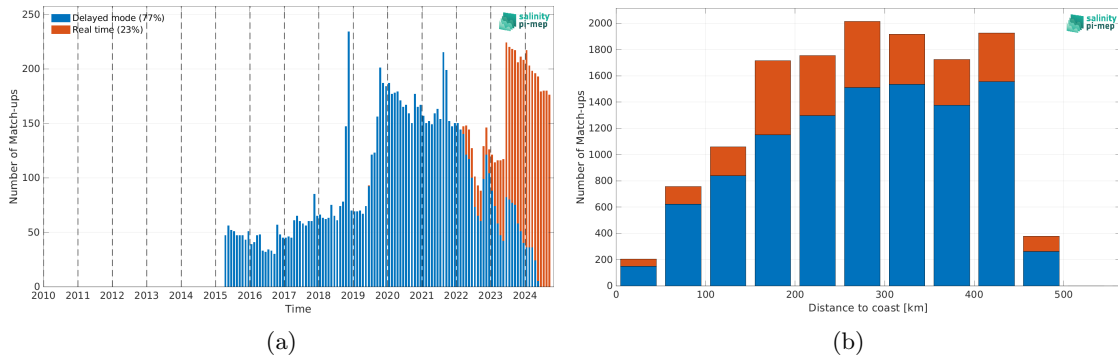 250
200
150
100
50
0
Number of Match-ups
Delayed mode (77%)
Real time (23%)
salinity
pi-mep
2010 2011 2012 2013 2014 2015 2016 2017 2018 2019 2020 2021 2022 2023 2024
Time
(a)
2000
1800
1600
1400
1200
1000
800
600
400
200
0
Number of Match-ups
salinity
pi-mep
0 100 200 300 400 500
Distance to coast [km]
(b)